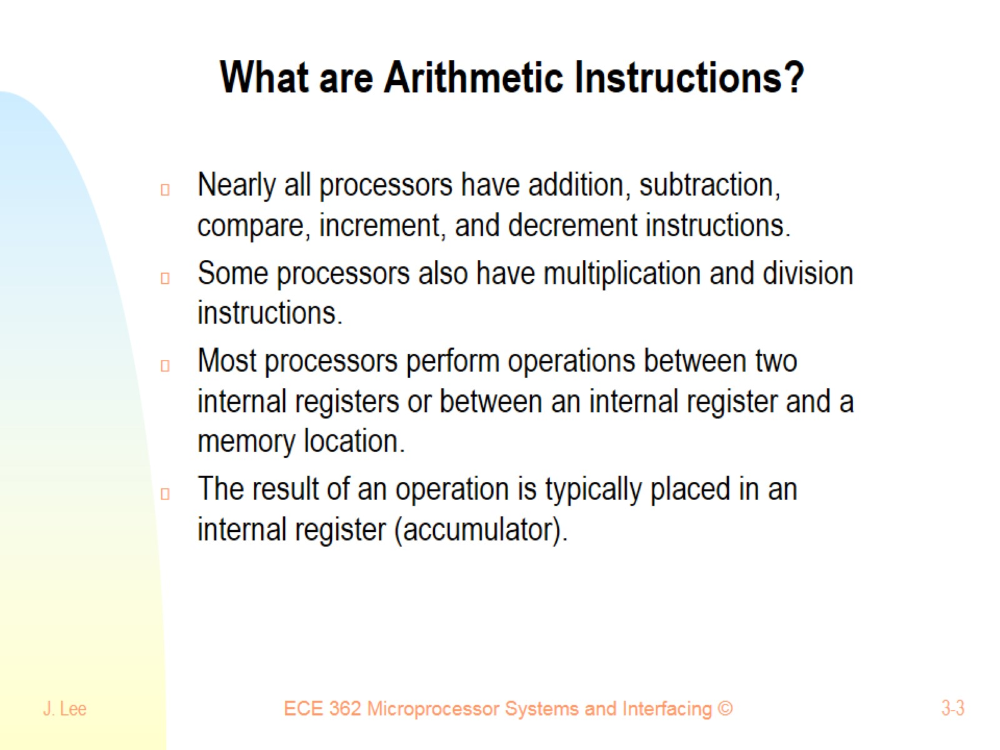 What are Arithmetic Instructions?
Nearly all processors have addition, subtraction,
compare, increment, and decrement instructions.
Some processors also have multiplication and division
instructions.
Most processors perform operations between two
internal registers or between an internal register and a
memory location.
The result of an operation is typically placed in an
internal register (accumulator).
J. Lee
ECE 362 Microprocessor Systems and Interfacing ©
3-3